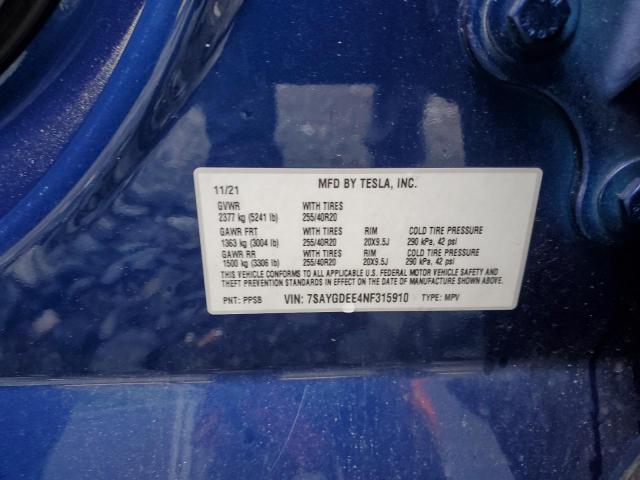 11/21 MFD BY TESLA, INC.
GVWR WITH TIRES
2377 kg (5241 lb) 255/40R20
GAWR FRT WITH TIRES RIM COLD TIRE PRESSURE
1363 kg (3004 lb) 255/40R20 20X9.5J 290 kPa, 42 psi
GAWR RR WITH TIRES RIM COLD TIRE PRESSURE
1500 kg (3306 lb) 255/40R20 20X9.5J 290 kPa, 42 psi
THIS VEHICLE CONFORMS TO ALL APPLICABLE U.S. FEDERAL MOTOR VEHICLE SAFETY AND
THEFT PREVENTION STANDARDS IN EFFECT ON THE DATE OF MANUFACTURE SHOWN ABOVE.
PNT: PPSB VIN: 7SAYGDEE4NF315910 TYPE: MPV